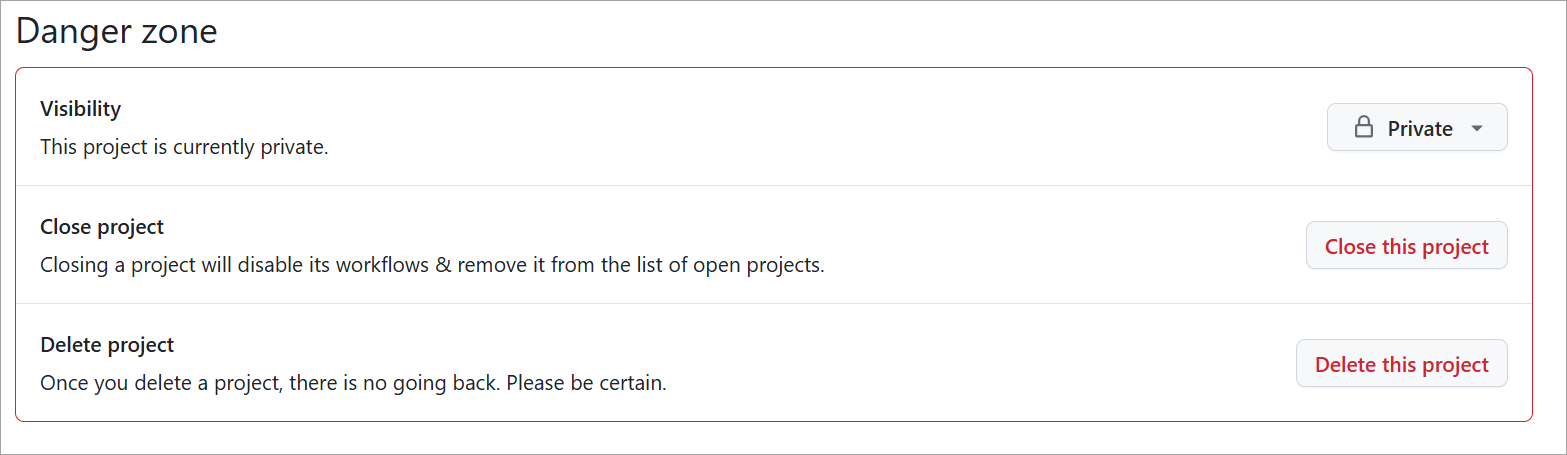 Danger zone
Visibility
This project is currently private.
Private
Close project
Closing a project will disable its workflows & remove it from the list of open projects.
Close this project
Delete project
Once you delete a project, there is no going back. Please be certain.
Delete this project